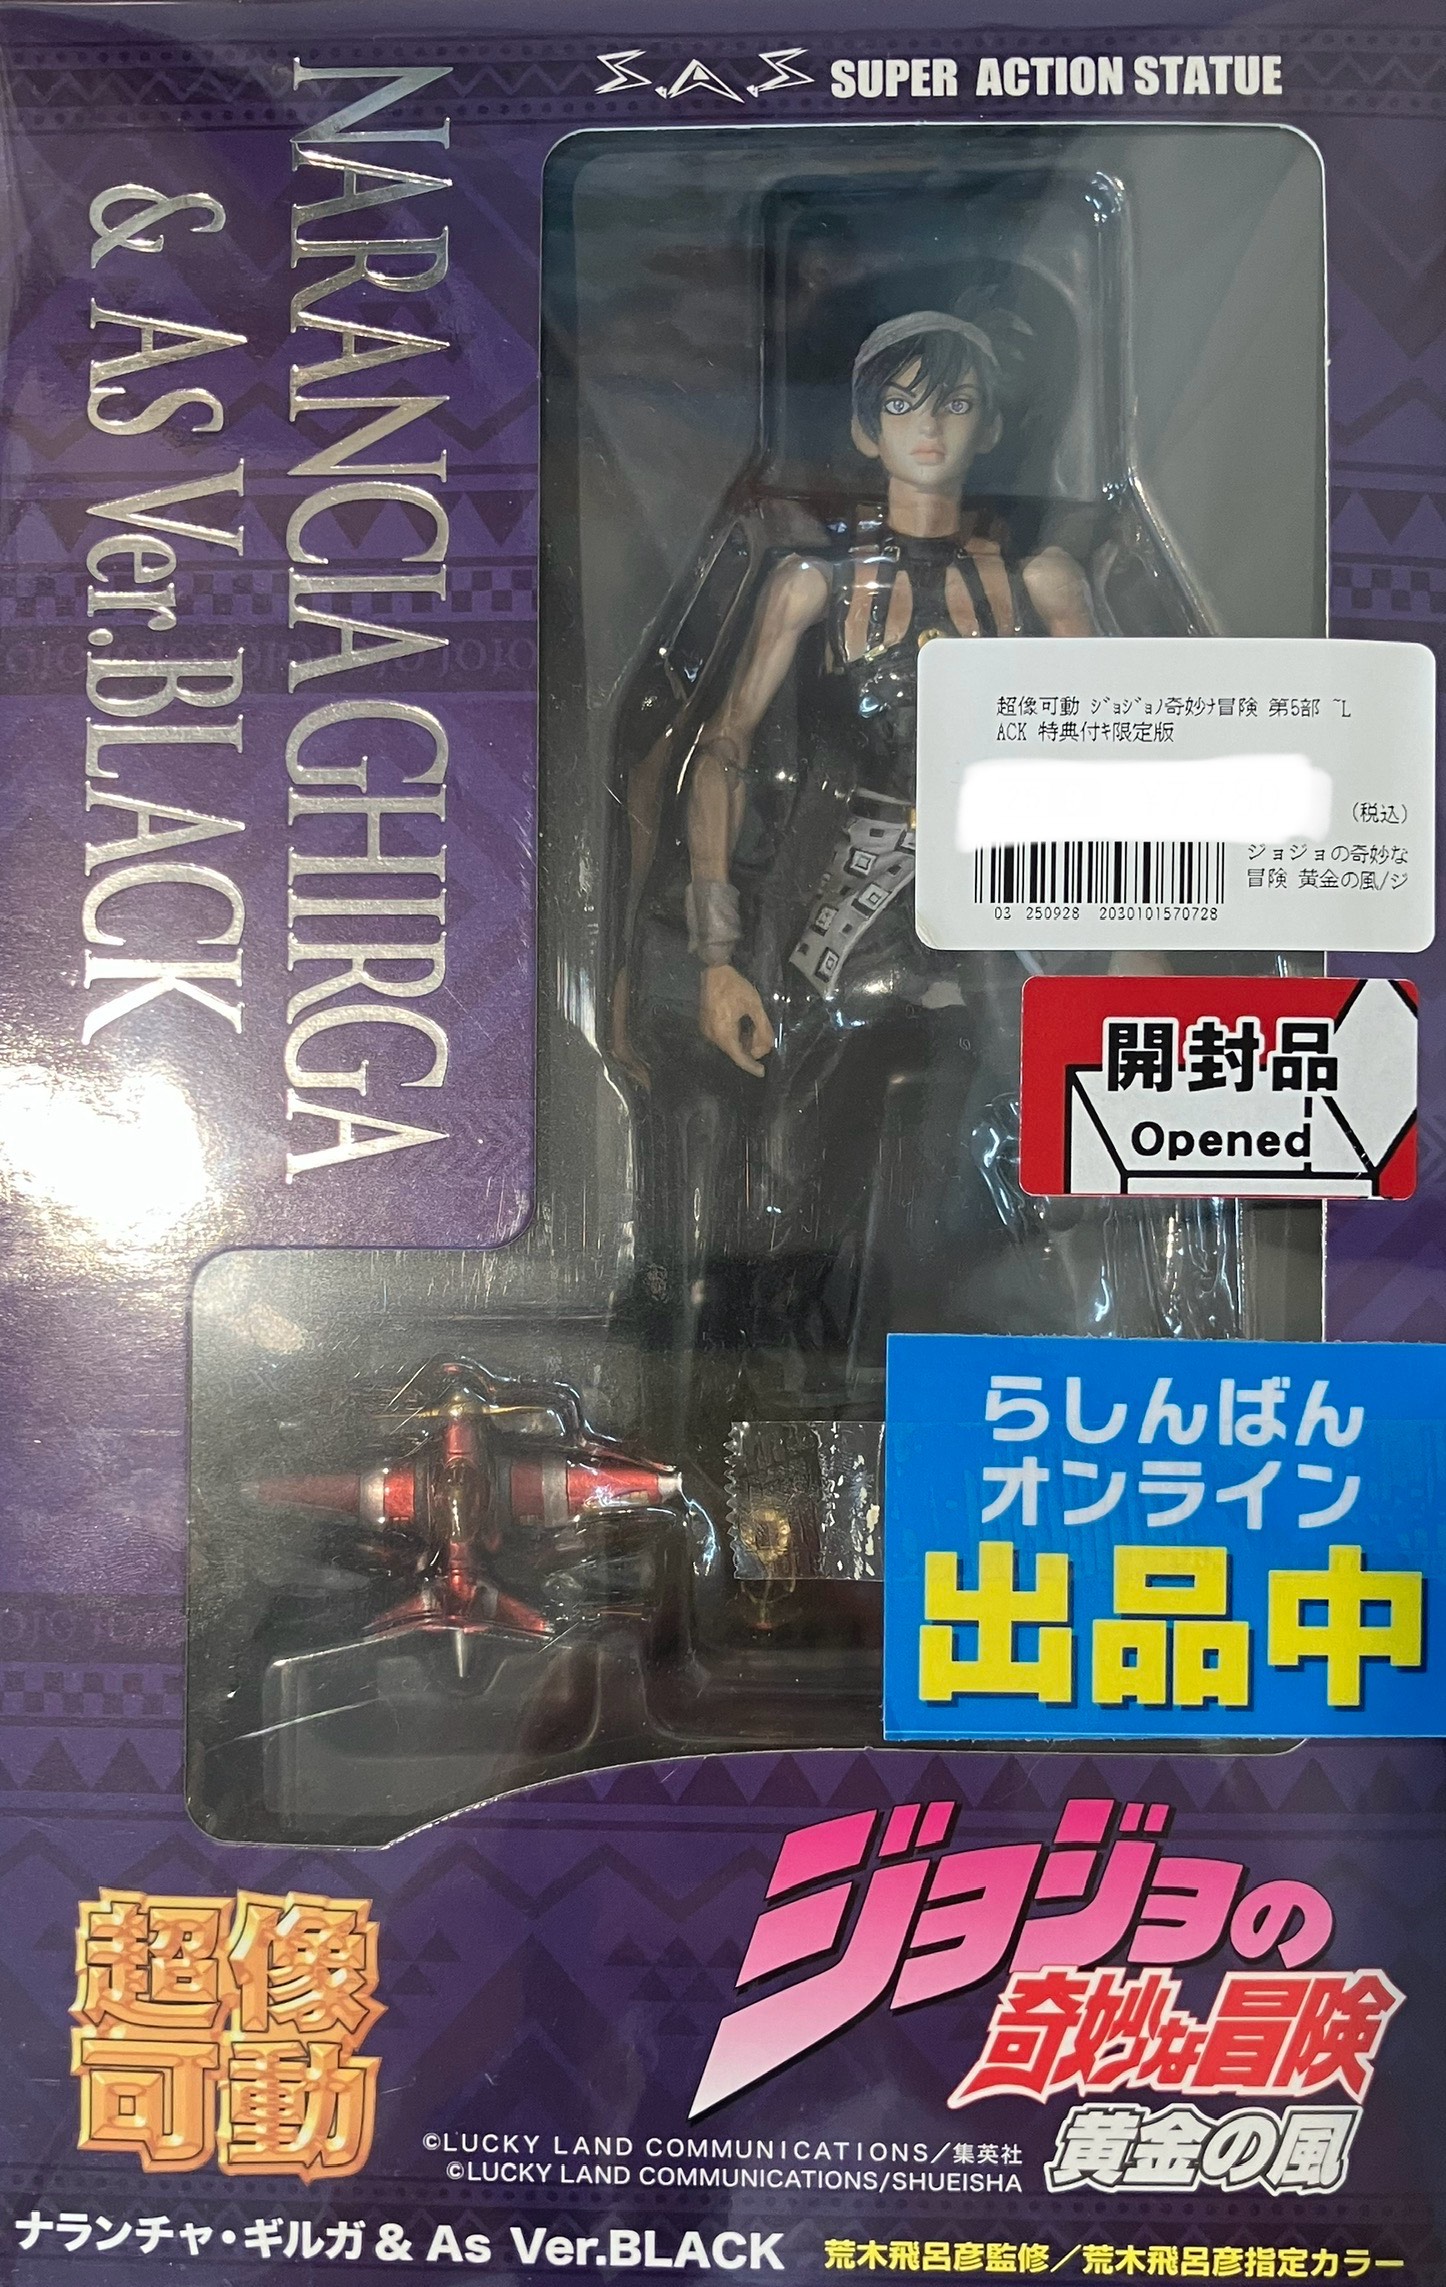 S.A.S SUPER ACTION STATUE
NARANCIA GHIRGA
& AS Ver.BLACK
超像可動 ｼﾞｮｼﾞｮﾉ奇妙ﾅ冒険 第5部 ~L
ACK 特典付ｷ限定版
(税込)
ジョジョの奇妙な
冒険 黄金の風/ジ
03 250928 2030101570728
開封品
Opened
らしんばん
オンライン
出品中
ジョジョの
奇妙な冒険
黄金の風
超像
可動
©LUCKY LAND COMMUNICATIONS／集英社
©LUCKY LAND COMMUNICATIONS/SHUEISHA
ナランチャ・ギルガ & As Ver.BLACK
荒木飛呂彦監修／荒木飛呂彦指定カラー